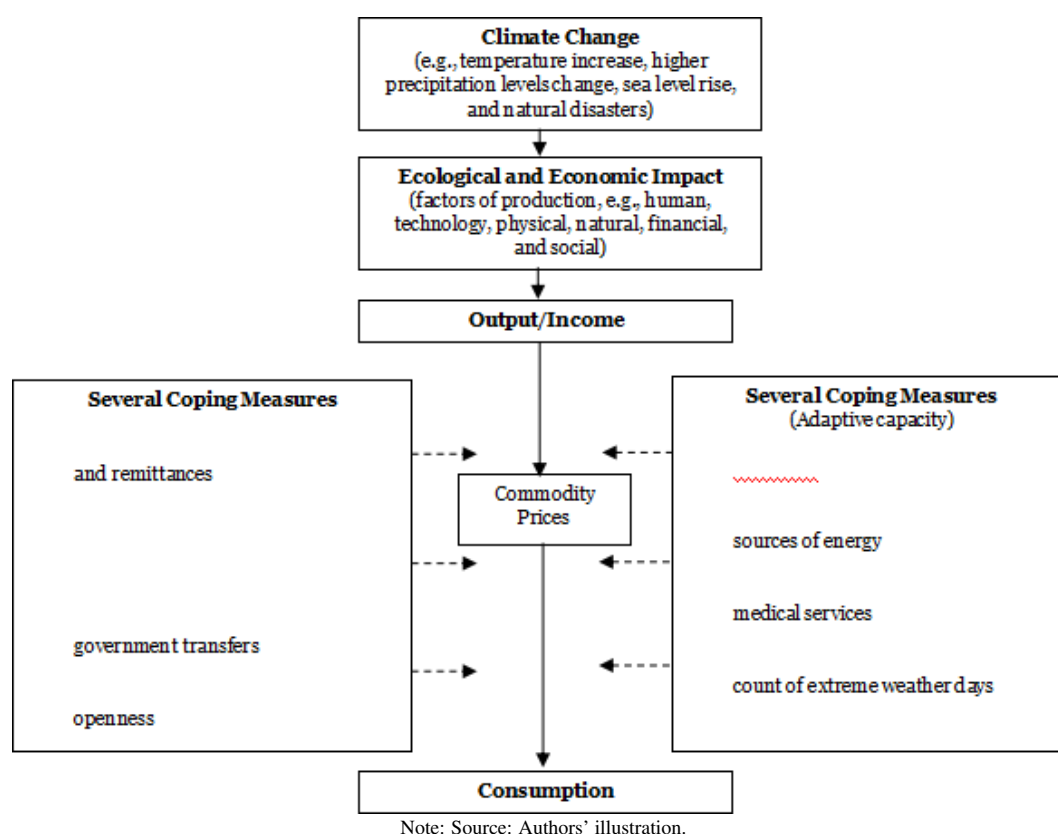 Climate Change
(e.g., temperature increase, higher
precipitation levels change, sea level rise,
and natural disasters)
Ecological and Economic Impact
(factors of production, e.g., human,
technology, physical, natural, financial,
and social)
Output/Income
Several Coping Measures
and remittances
government transfers
openness
Commodity
Prices
Several Coping Measures
(Adaptive capacity)
sources of energy
medical services
count of extreme weather days
Consumption
Note: Source: Authors' illustration.